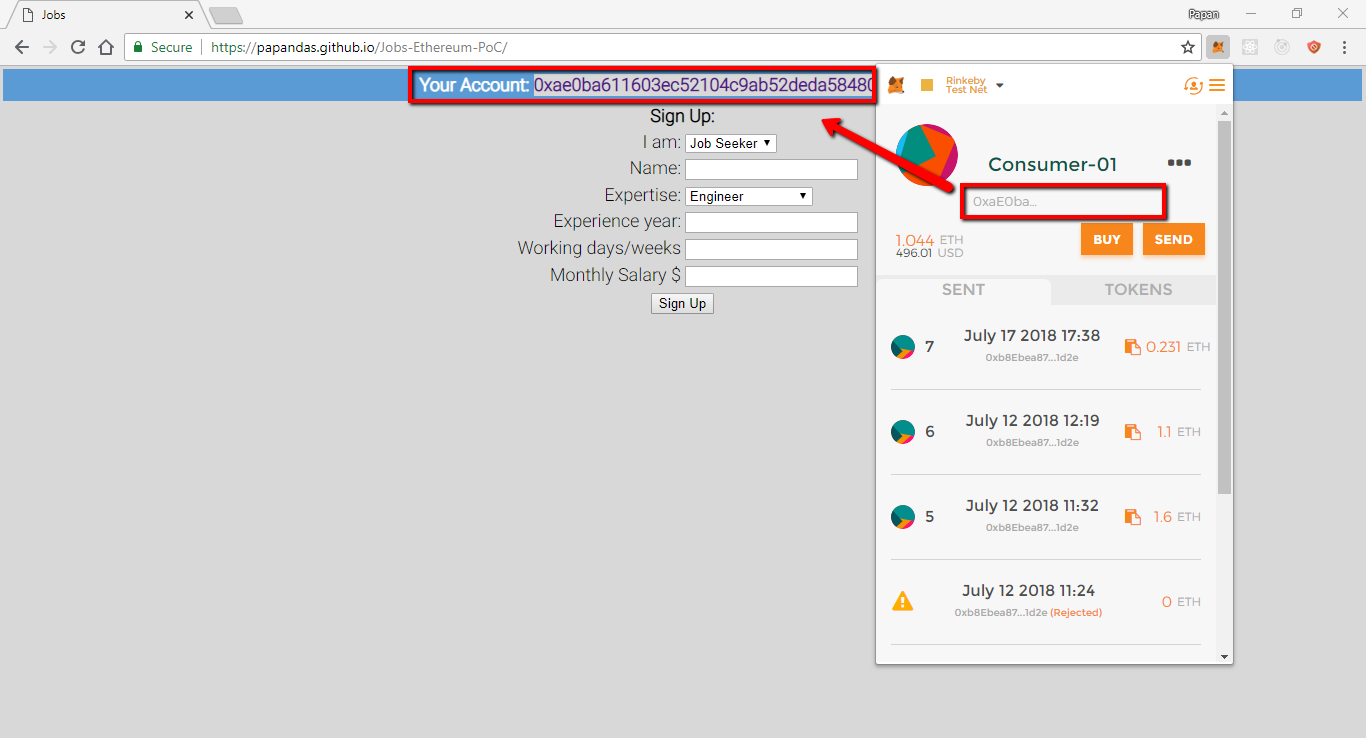 Jobs
Papan
Secure https://papandas.github.io/Jobs-Ethereum-PoC/
Your Account: 0xae0ba611603ec52104c9ab52deda58480
Sign Up:
I am: Job Seeker
Name:
Expertise: Engineer
Experience year:
Working days/weeks
Monthly Salary $
Sign Up
Rinkeby
Test Net
Consumer-01
0xaE0ba...
1.044 ETH
496.01 USD
BUY SEND
SENT TOKENS
7 July 17 2018 17:38 0.231 ETH
0xb8Ebea87...1d2e
6 July 12 2018 12:19 1.1 ETH
0xb8Ebea87...1d2e
5 July 12 2018 11:32 1.6 ETH
0xb8Ebea87...1d2e
July 12 2018 11:24 0 ETH
0xb8Ebea87...1d2e (Rejected)